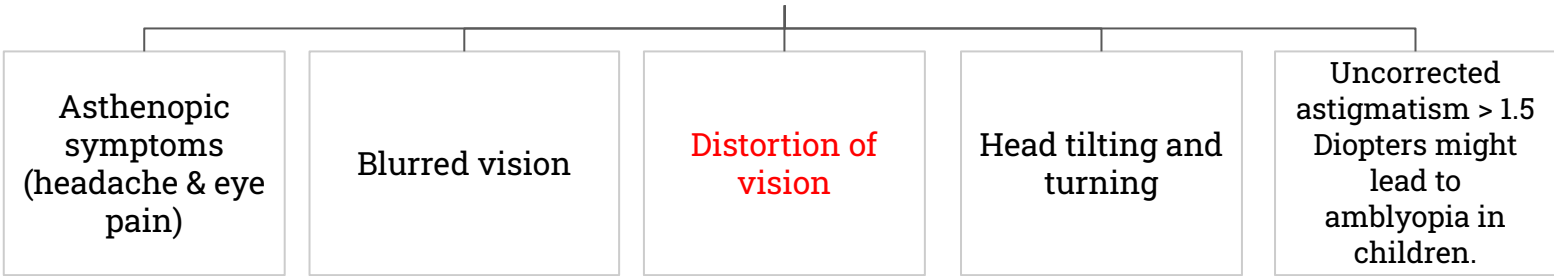 Asthenopic
symptoms
(headache & eye
pain)
Blurred vision
Distortion of
vision
Head tilting and
turning
Uncorrected
astigmatism > 1.5
Diopters might
lead to
amblyopia in
children.